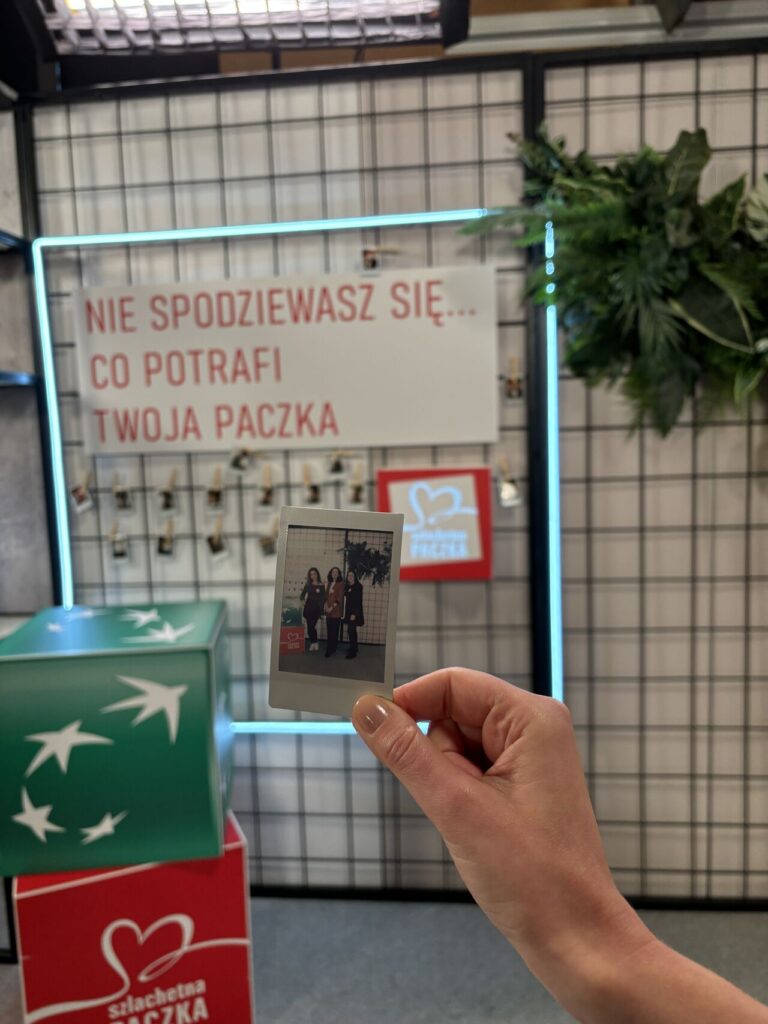 NIE SPODZIEWASZ SIĘ...
CO POTRAFI
TWOJA PACZKA
szlachetna
PACZKA
szlachetna
PACZKA